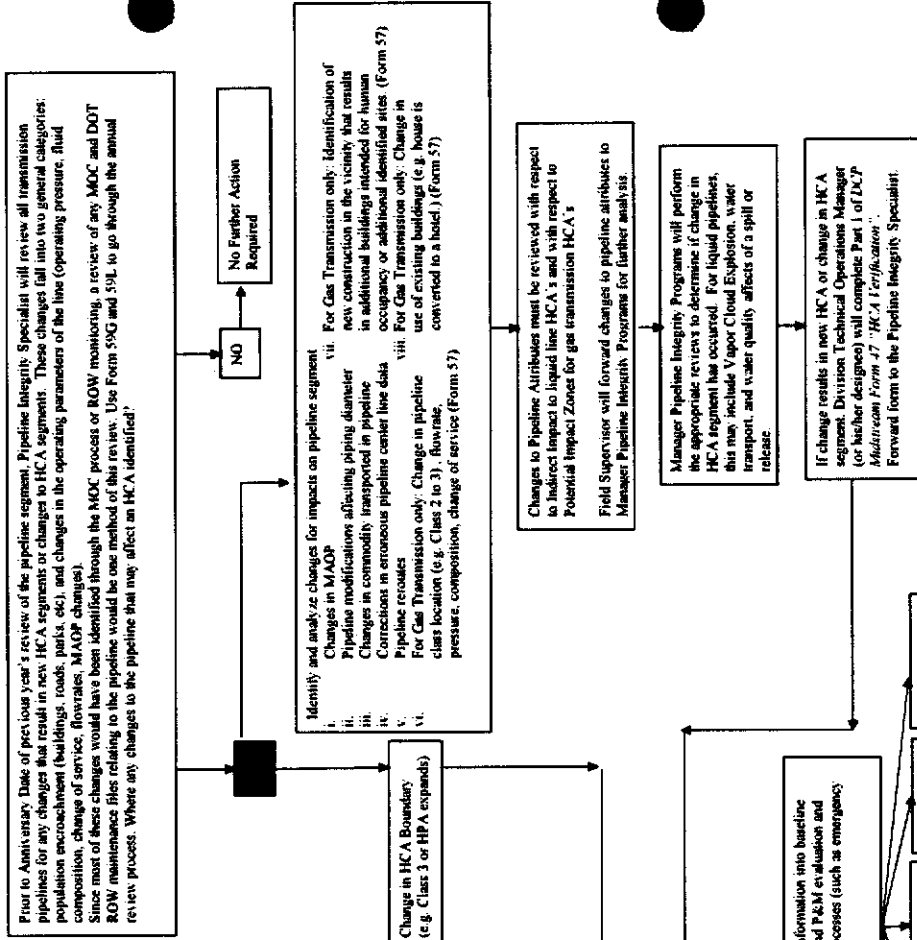 Prior to Anniversary Date of previous year's review of the pipeline segment, Pipeline Integrity Specialist will review all transmission
pipelines for any changes that result in new HCA segments or changes to HCA segments. These changes fall into two general categories:
population encroachment (buildings, roads, parks, etc), and changes in the operating parameters of the line (operating pressure, fluid
composition, change of service, flowrates, MAOP changes).
Since most of these changes would have been identified through the MOC process or ROW monitoring, a review of any MOC and DOT
ROW maintenance files relating to the pipeline would be one method of this review. Use Form 59G and 59L to go through the annual
review process. Where any changes to the pipeline that may affect an HCA identified?
NO
No Further
Action
Required
Identify and analyze changes for impacts on pipeline segment
i. Changes in MAOP
ii. Pipeline modifications affecting piping diameter
iii. Changes in commodity transported in pipeline
iv. Corrections in erroneous pipeline center line data
v. Pipeline reroutes
vi. For Gas Transmission only: Change in pipeline
class location (e.g. Class 2 to 3), flowrate,
pressure, composition, change of service (Form 57)
vii. For Gas Transmission only: Identification of
new construction in the vicinity that results
in additional buildings intended for human
occupancy or additional identified sites. (Form 57)
viii. For Gas Transmission only: Change in
use of existing buildings (e.g. house is
converted to a hotel.) (Form 57)
Change in HCA Boundary
(e.g. Class 3 or HPA expands)
Changes to Pipeline Attributes must be reviewed with respect
to Indirect Impact to liquid line HCA's and with respect to
Potential Impact Zones for gas transmission HCA's
Field Supervisor will forward changes to pipeline attributes to
Manager Pipeline Integrity Programs for further analysis.
Manager Pipeline Integrity Programs will perform
the appropriate reviews to determine if change in
HCA segment has occurred. For liquid pipelines,
this may include Vapor Cloud Explosion, water
transport, and water quality affects of a spill or
release.
If change results in new HCA or change in HCA
segment, Division Technical Operations Manager
(or his/her designee) will complete Part 1 of DCP
Midstream Form 47 "HCA Verification".
Forward form to the Pipeline Integrity Specialist.
nformation into baseline
nd P&M evaluation and
cesses (such as emergency